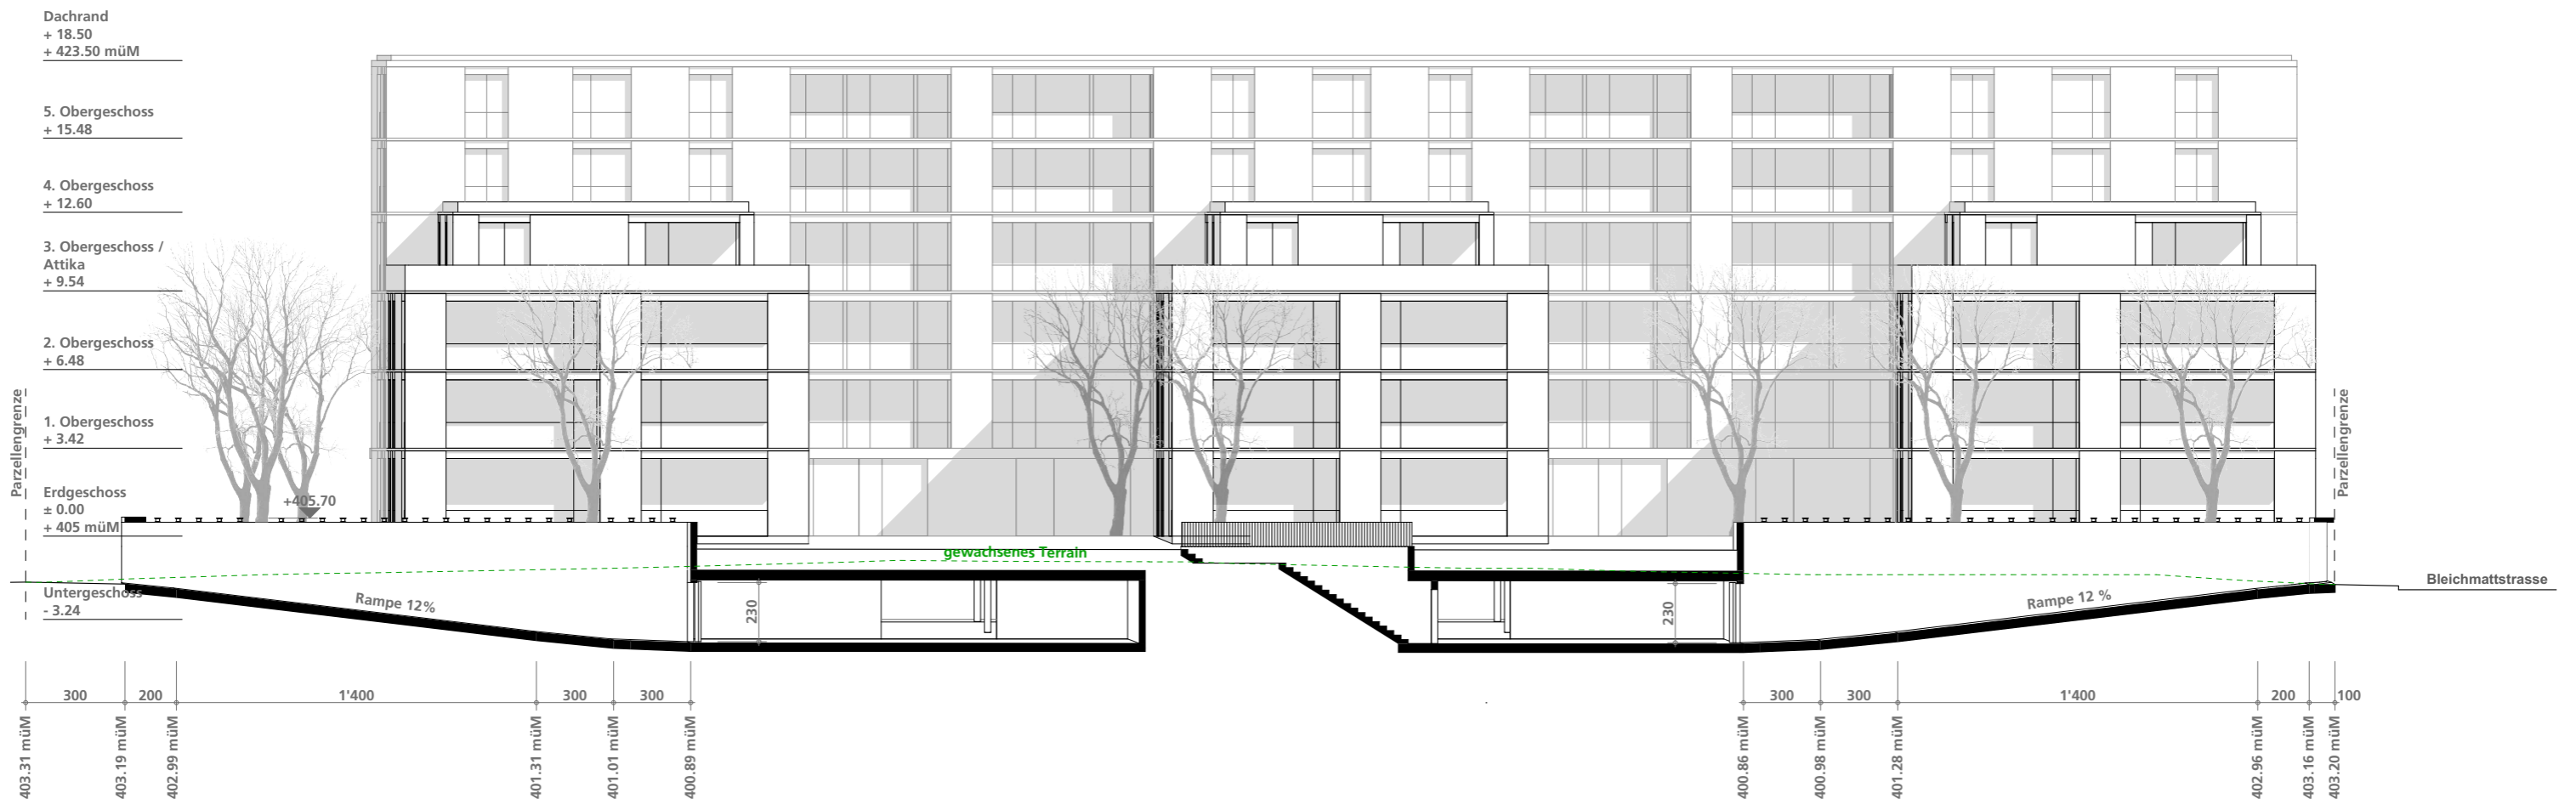 Dachrand
+ 18.50
+ 423.50 müM
5. Obergeschoss
+ 15.48
4. Obergeschoss
+ 12.60
3. Obergeschoss /
Attika
+ 9.54
2. Obergeschoss
+ 6.48
1. Obergeschoss
+ 3.42
Erdgeschoss
± 0.00
+ 405 müM
Untergeschoss
- 3.24
Parzellengrenze
+405.70
gewachsenes Terrain
Rampe 12%
230
230
Rampe 12 %
Parzellengrenze
Bleichmattstrasse
300
200
1'400
300
300
300
300
1'400
200
100
403.31 müM
403.19 müM
402.99 müM
401.31 müM
401.01 müM
400.89 müM
400.86 müM
400.98 müM
401.28 müM
402.96 müM
403.16 müM
403.20 müM